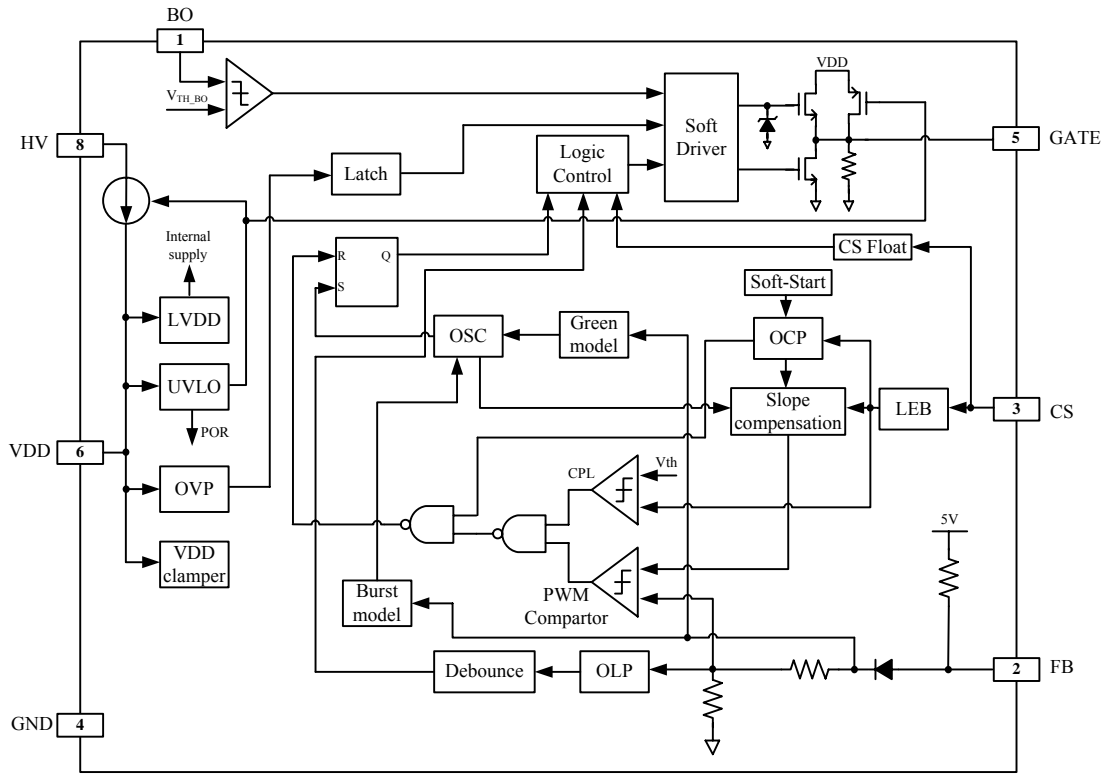 BO
1
V_TH_BO
VDD
HV
8
Soft
Driver
5
GATE
Logic
Control
Latch
Internal
supply
R
Q
S
CS Float
Soft-Start
LVDD
OSC
Green
model
OCP
UVLO
Slope
compensation
LEB
3
CS
POR
VDD
6
OVP
CPL
Vth
5V
VDD
clamper
Burst
model
PWM
Compartor
Debounce
OLP
2
FB
GND
4